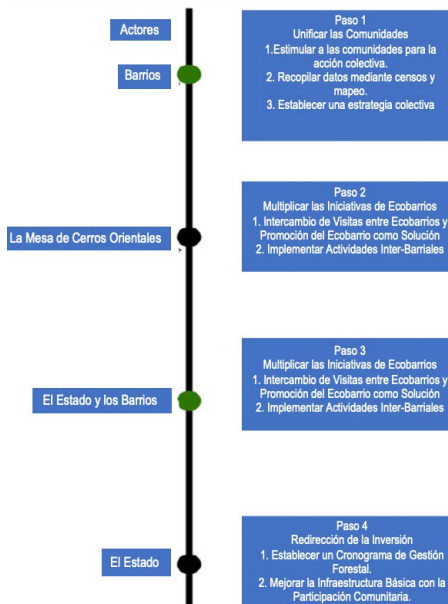 Actores
Paso 1
Unificar las Comunidades
1.Estimular a las comunidades para la
acción colectiva.
2. Recopilar datos mediante censos y
mapeo.
3. Establecer una estrategia colectiva
Barrios
Paso 2
Multiplicar las Iniciativas de Ecobarrios
1. Intercambio de Visitas entre Ecobarrios y
Promoción del Ecobarrio como Solución
2. Implementar Actividades Inter-Barriales
La Mesa de Cerros Orientales
Paso 3
Multiplicar las Iniciativas de Ecobarrios
1. Intercambio de Visitas entre Ecobarrios y
Promoción del Ecobarrio como Solución
2. Implementar Actividades Inter-Barriales
El Estado y los Barrios
Paso 4
Redirección de la Inversión
1. Establecer un Cronograma de Gestión
Forestal.
2. Mejorar la Infraestructura Básica con la
Participación Comunitaria.
El Estado